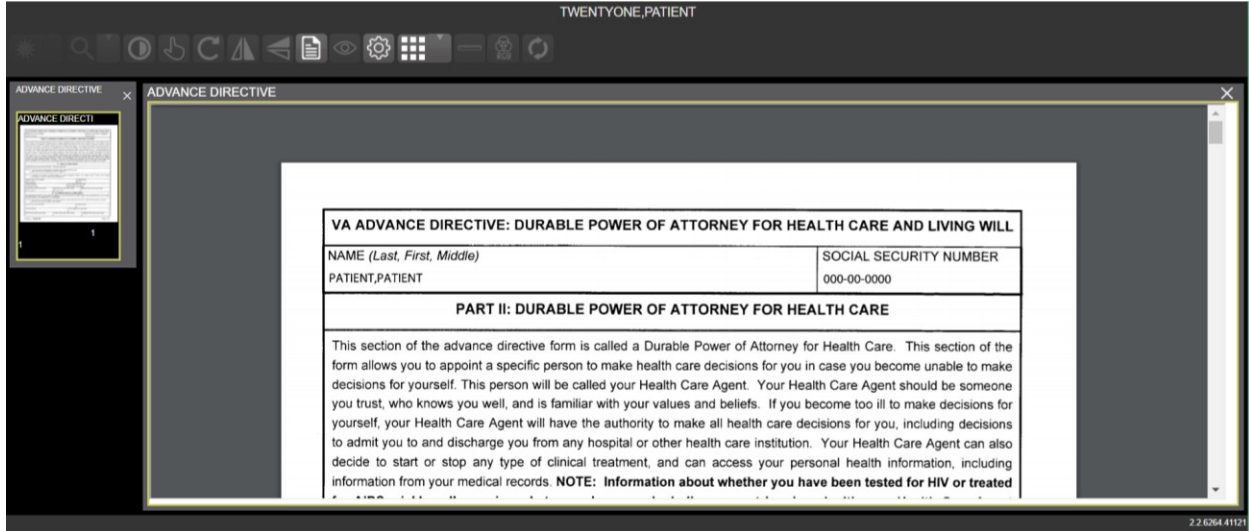 TWENTYONE,PATIENT
ADVANCE DIRECTIVE
ADVANCE DIRECTI
1
1
ADVANCE DIRECTIVE
VA ADVANCE DIRECTIVE: DURABLE POWER OF ATTORNEY FOR HEALTH CARE AND LIVING WILL
NAME (Last, First, Middle)
PATIENT,PATIENT
SOCIAL SECURITY NUMBER
000-00-0000
PART II: DURABLE POWER OF ATTORNEY FOR HEALTH CARE
This section of the advance directive form is called a Durable Power of Attorney for Health Care. This section of the
form allows you to appoint a specific person to make health care decisions for you in case you become unable to make
decisions for yourself. This person will be called your Health Care Agent. Your Health Care Agent should be someone
you trust, who knows you well, and is familiar with your values and beliefs. If you become too ill to make decisions for
yourself, your Health Care Agent will have the authority to make all health care decisions for you, including decisions
to admit you to and discharge you from any hospital or other health care institution. Your Health Care Agent can also
decide to start or stop any type of clinical treatment, and can access your personal health information, including
information from your medical records. NOTE: Information about whether you have been tested for HIV or treated
2.2.6264.41121